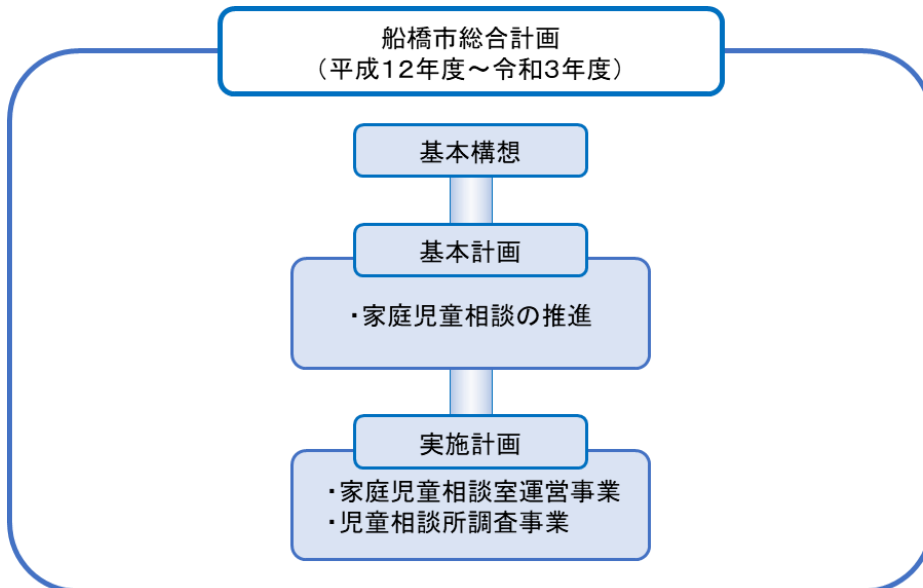 船橋市総合計画
（平成１２年度～令和３年度）
基本構想
基本計画
・家庭児童相談の推進
実施計画
・家庭児童相談室運営事業
・児童相談所調査事業